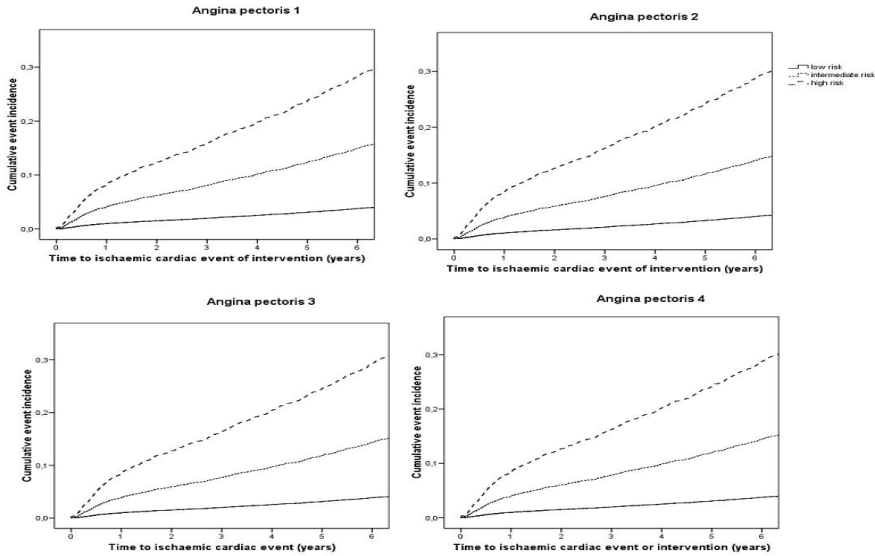 Angina pectoris 1
Cumulative event incidence
0,3
0,2
0,1
0,0
0 1 2 3 4 5 6
Time to ischaemic cardiac event of intervention (years)
Angina pectoris 2
Cumulative event incidence
0,3
0,2
0,1
0,0
0 1 2 3 4 5 6
Time to ischaemic cardiac event of intervention (years)
low risk
intermediate risk
high risk
Angina pectoris 3
Cumulative event incidence
0,3
0,2
0,1
0,0
0 1 2 3 4 5 6
Time to ischaemic cardiac event (years)
Angina pectoris 4
Cumulative event incidence
0,3
0,2
0,1
0,0
0 1 2 3 4 5 6
Time to ischaemic cardiac event or intervention (years)